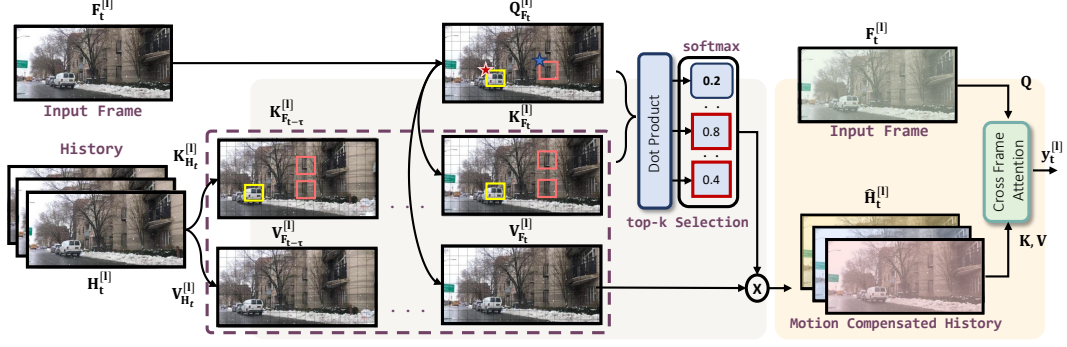 F_t^[l]
Input Frame
History
H_t^[l]
K_{H_t}^[l]
V_{H_t}^[l]
K_{F_{t-τ}}^[l]
V_{F_{t-τ}}^[l]
. . .
. . .
Q_{F_t}^[l]
K_{F_t}^[l]
V_{F_t}^[l]
Dot Product
softmax
0.2
. .
0.8
. .
0.4
top-k Selection
X
F_t^[l]
Input Frame
Q
Cross Frame
Attention
y_t^[l]
Ĥ_t^[l]
K, V
Motion Compensated History